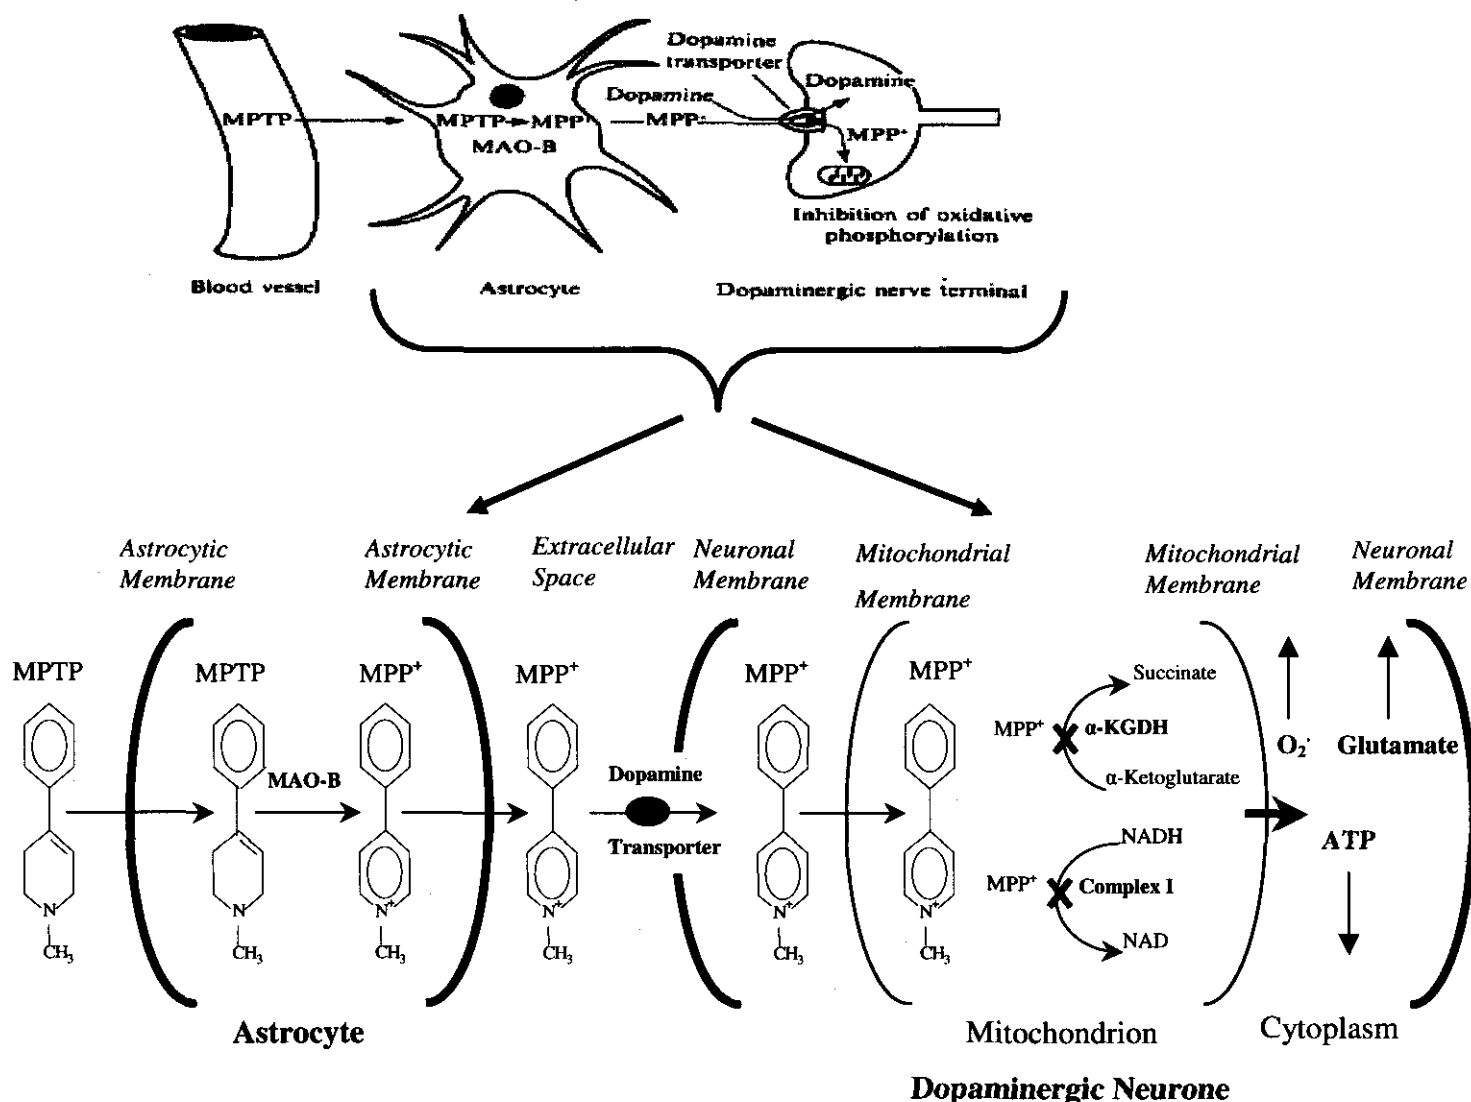 Dopamine
transporter
Dopamine
Dopamine
MPTP
MPTP
MPP⁺
MPP⁺
MPP⁺
MAO-B
Inhibition of oxidative
phosphorylation
Blood vessel
Astrocyte
Dopaminergic nerve terminal
Astrocytic
Membrane
Astrocytic
Membrane
Extracellular
Space
Neuronal
Membrane
Mitochondrial
Membrane
Mitochondrial
Membrane
Neuronal
Membrane
MPTP
MPTP
MPP⁺
MPP⁺
MPP⁺
MPP⁺
Succinate
MPP⁺
α-KGDH
α-Ketoglutarate
O₂·
Glutamate
MAO-B
Dopamine
Transporter
NADH
MPP⁺
Complex I
NAD
ATP
N
CH₃
N
CH₃
N⁺
CH₃
N⁺
CH₃
N⁺
CH₃
N⁺
CH₃
Astrocyte
Mitochondrion
Cytoplasm
Dopaminergic Neurone